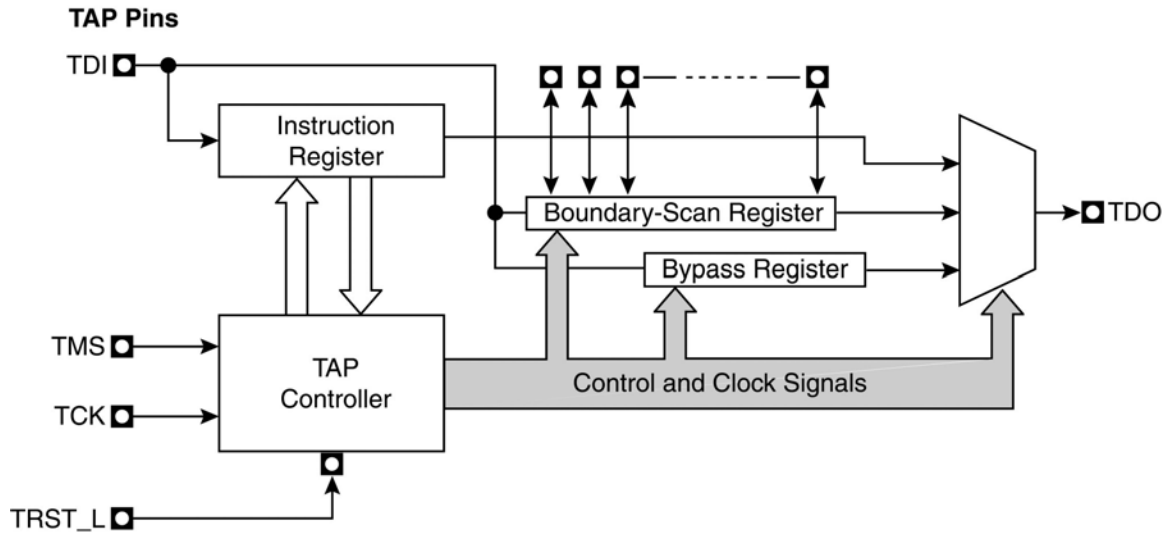 TAP Pins
TDI
Instruction
Register
Boundary-Scan Register
TDO
Bypass Register
TMS
TAP
Controller
Control and Clock Signals
TCK
TRST_L